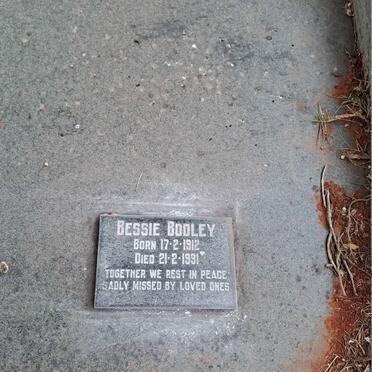 BESSIE BODLEY
BORN 17-2-1912
DIED 21-2-1991
TOGETHER WE REST IN PEACE
SADLY MISSED BY LOVED ONES